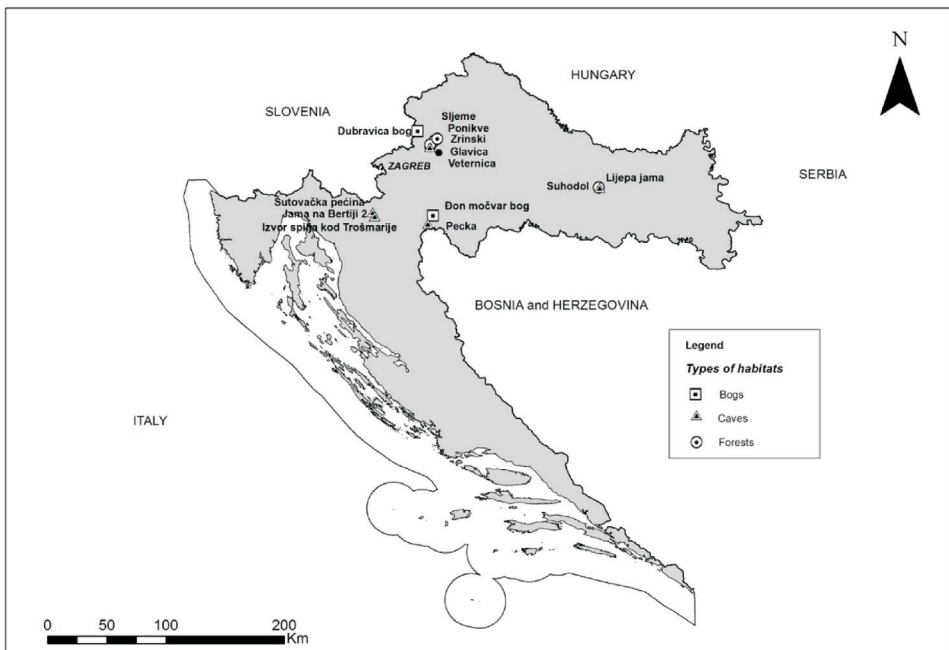 N
HUNGARY
SLOVENIA
Sljeme
Ponikve
Dubravica bog
Zrinski
Glavica
ZAGREB
Veternica
Suhodol
Lijepa jama
SERBIA
Šutovačka pećina
Jama na Bertiji 2
Izvor špilja kod Trošmarije
Đon močvar bog
Pecka
BOSNIA and HERZEGOVINA
Legend
Types of habitats
Bogs
Caves
Forests
ITALY
0 50 100 200
Km